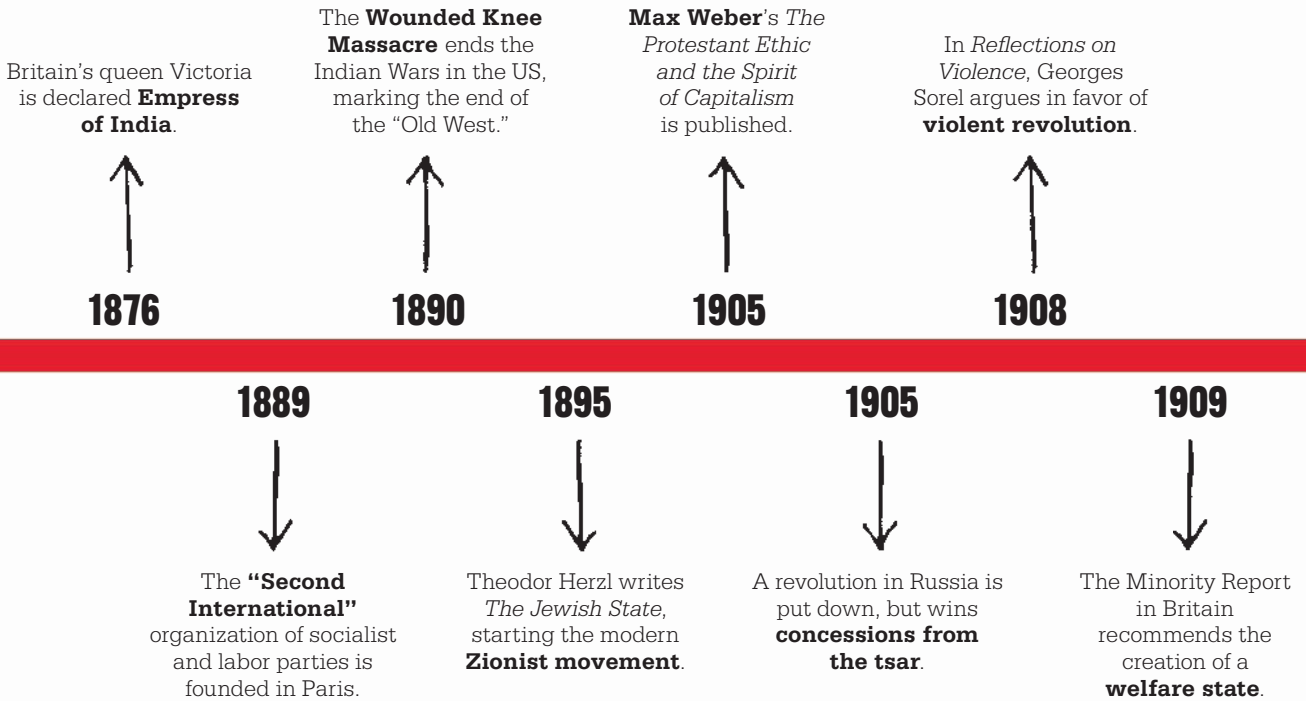 Britain's queen Victoria
is declared Empress
of India.
1876
The Wounded Knee
Massacre ends the
Indian Wars in the US,
marking the end of
the “Old West.”
1890
Max Weber's The
Protestant Ethic
and the Spirit
of Capitalism
is published.
1905
In Reflections on
Violence, Georges
Sorel argues in favor of
violent revolution.
1908
1889
The “Second
International”
organization of socialist
and labor parties is
founded in Paris.
1895
Theodor Herzl writes
The Jewish State,
starting the modern
Zionist movement.
1905
A revolution in Russia is
put down, but wins
concessions from
the tsar.
1909
The Minority Report
in Britain
recommends the
creation of a
welfare state.